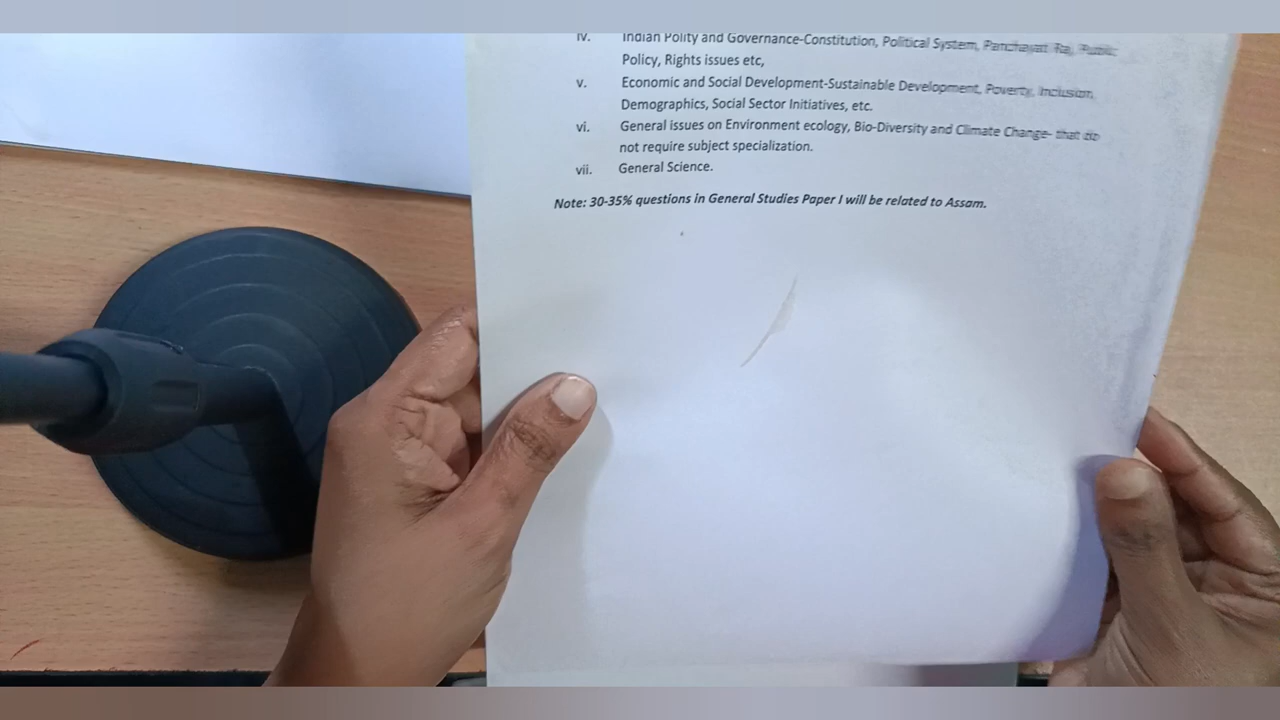 iv. Indian Polity and Governance-Constitution, Political System, Panchayati Raj, Public
Policy, Rights issues etc,
v. Economic and Social Development-Sustainable Development, Poverty, Inclusion,
Demographics, Social Sector Initiatives, etc.
vi. General issues on Environment ecology, Bio-Diversity and Climate Change- that do
not require subject specialization.
vii. General Science.
Note: 30-35% questions in General Studies Paper I will be related to Assam.